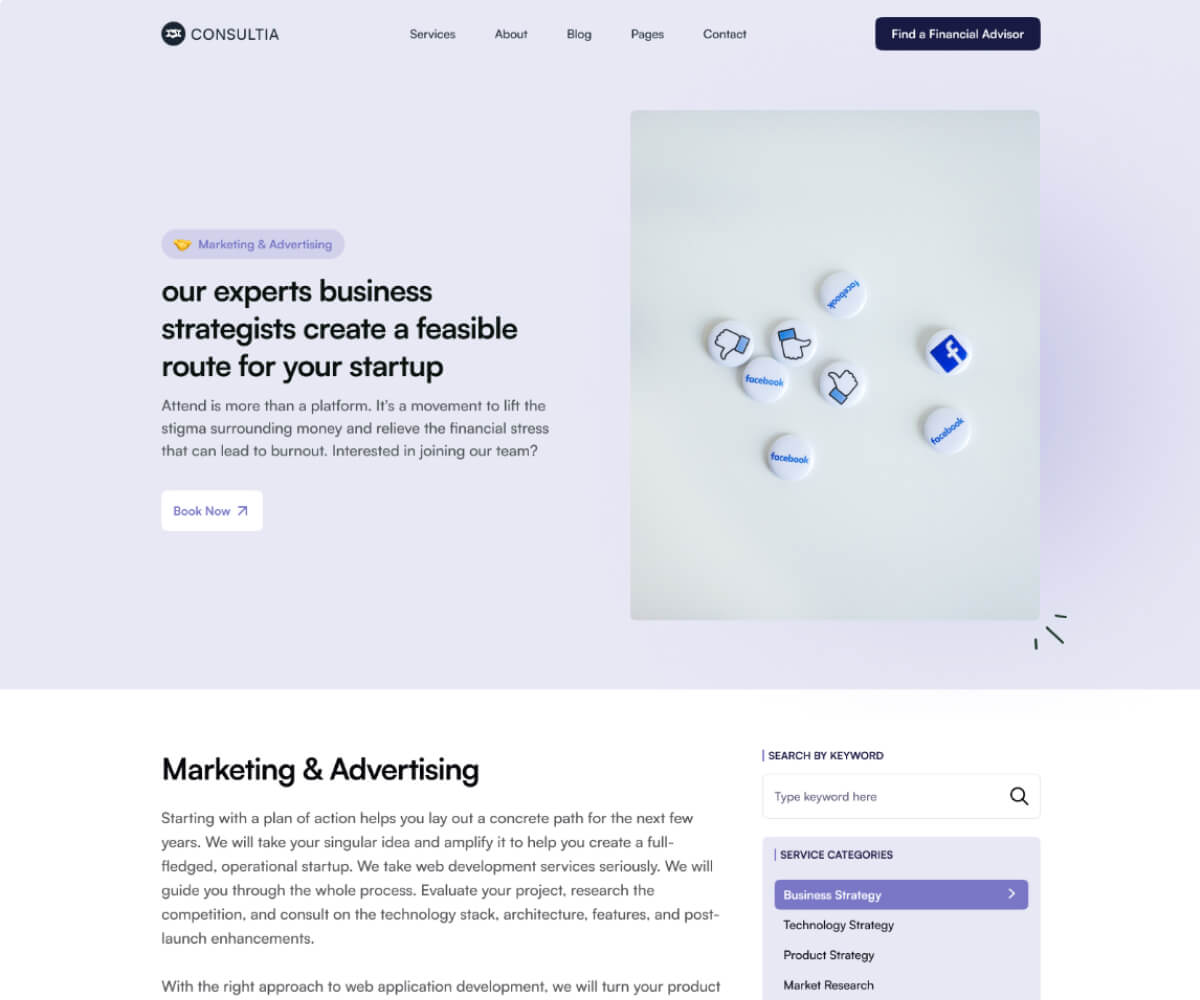 CONSULTIA
Services
About
Blog
Pages
Contact
Find a Financial Advisor
Marketing & Advertising
our experts business
strategists create a feasible
route for your startup
Attend is more than a platform. It's a movement to lift the
stigma surrounding money and relieve the financial stress
that can lead to burnout. Interested in joining our team?
Book Now
facebook
facebook
facebook
facebook
Marketing & Advertising
Starting with a plan of action helps you lay out a concrete path for the next few
years. We will take your singular idea and amplify it to help you create a full-
fledged, operational startup. We take web development services seriously. We will
guide you through the whole process. Evaluate your project, research the
competition, and consult on the technology stack, architecture, features, and post-
launch enhancements.
With the right approach to web application development, we will turn your product
SEARCH BY KEYWORD
Type keyword here
SERVICE CATEGORIES
Business Strategy
Technology Strategy
Product Strategy
Market Research